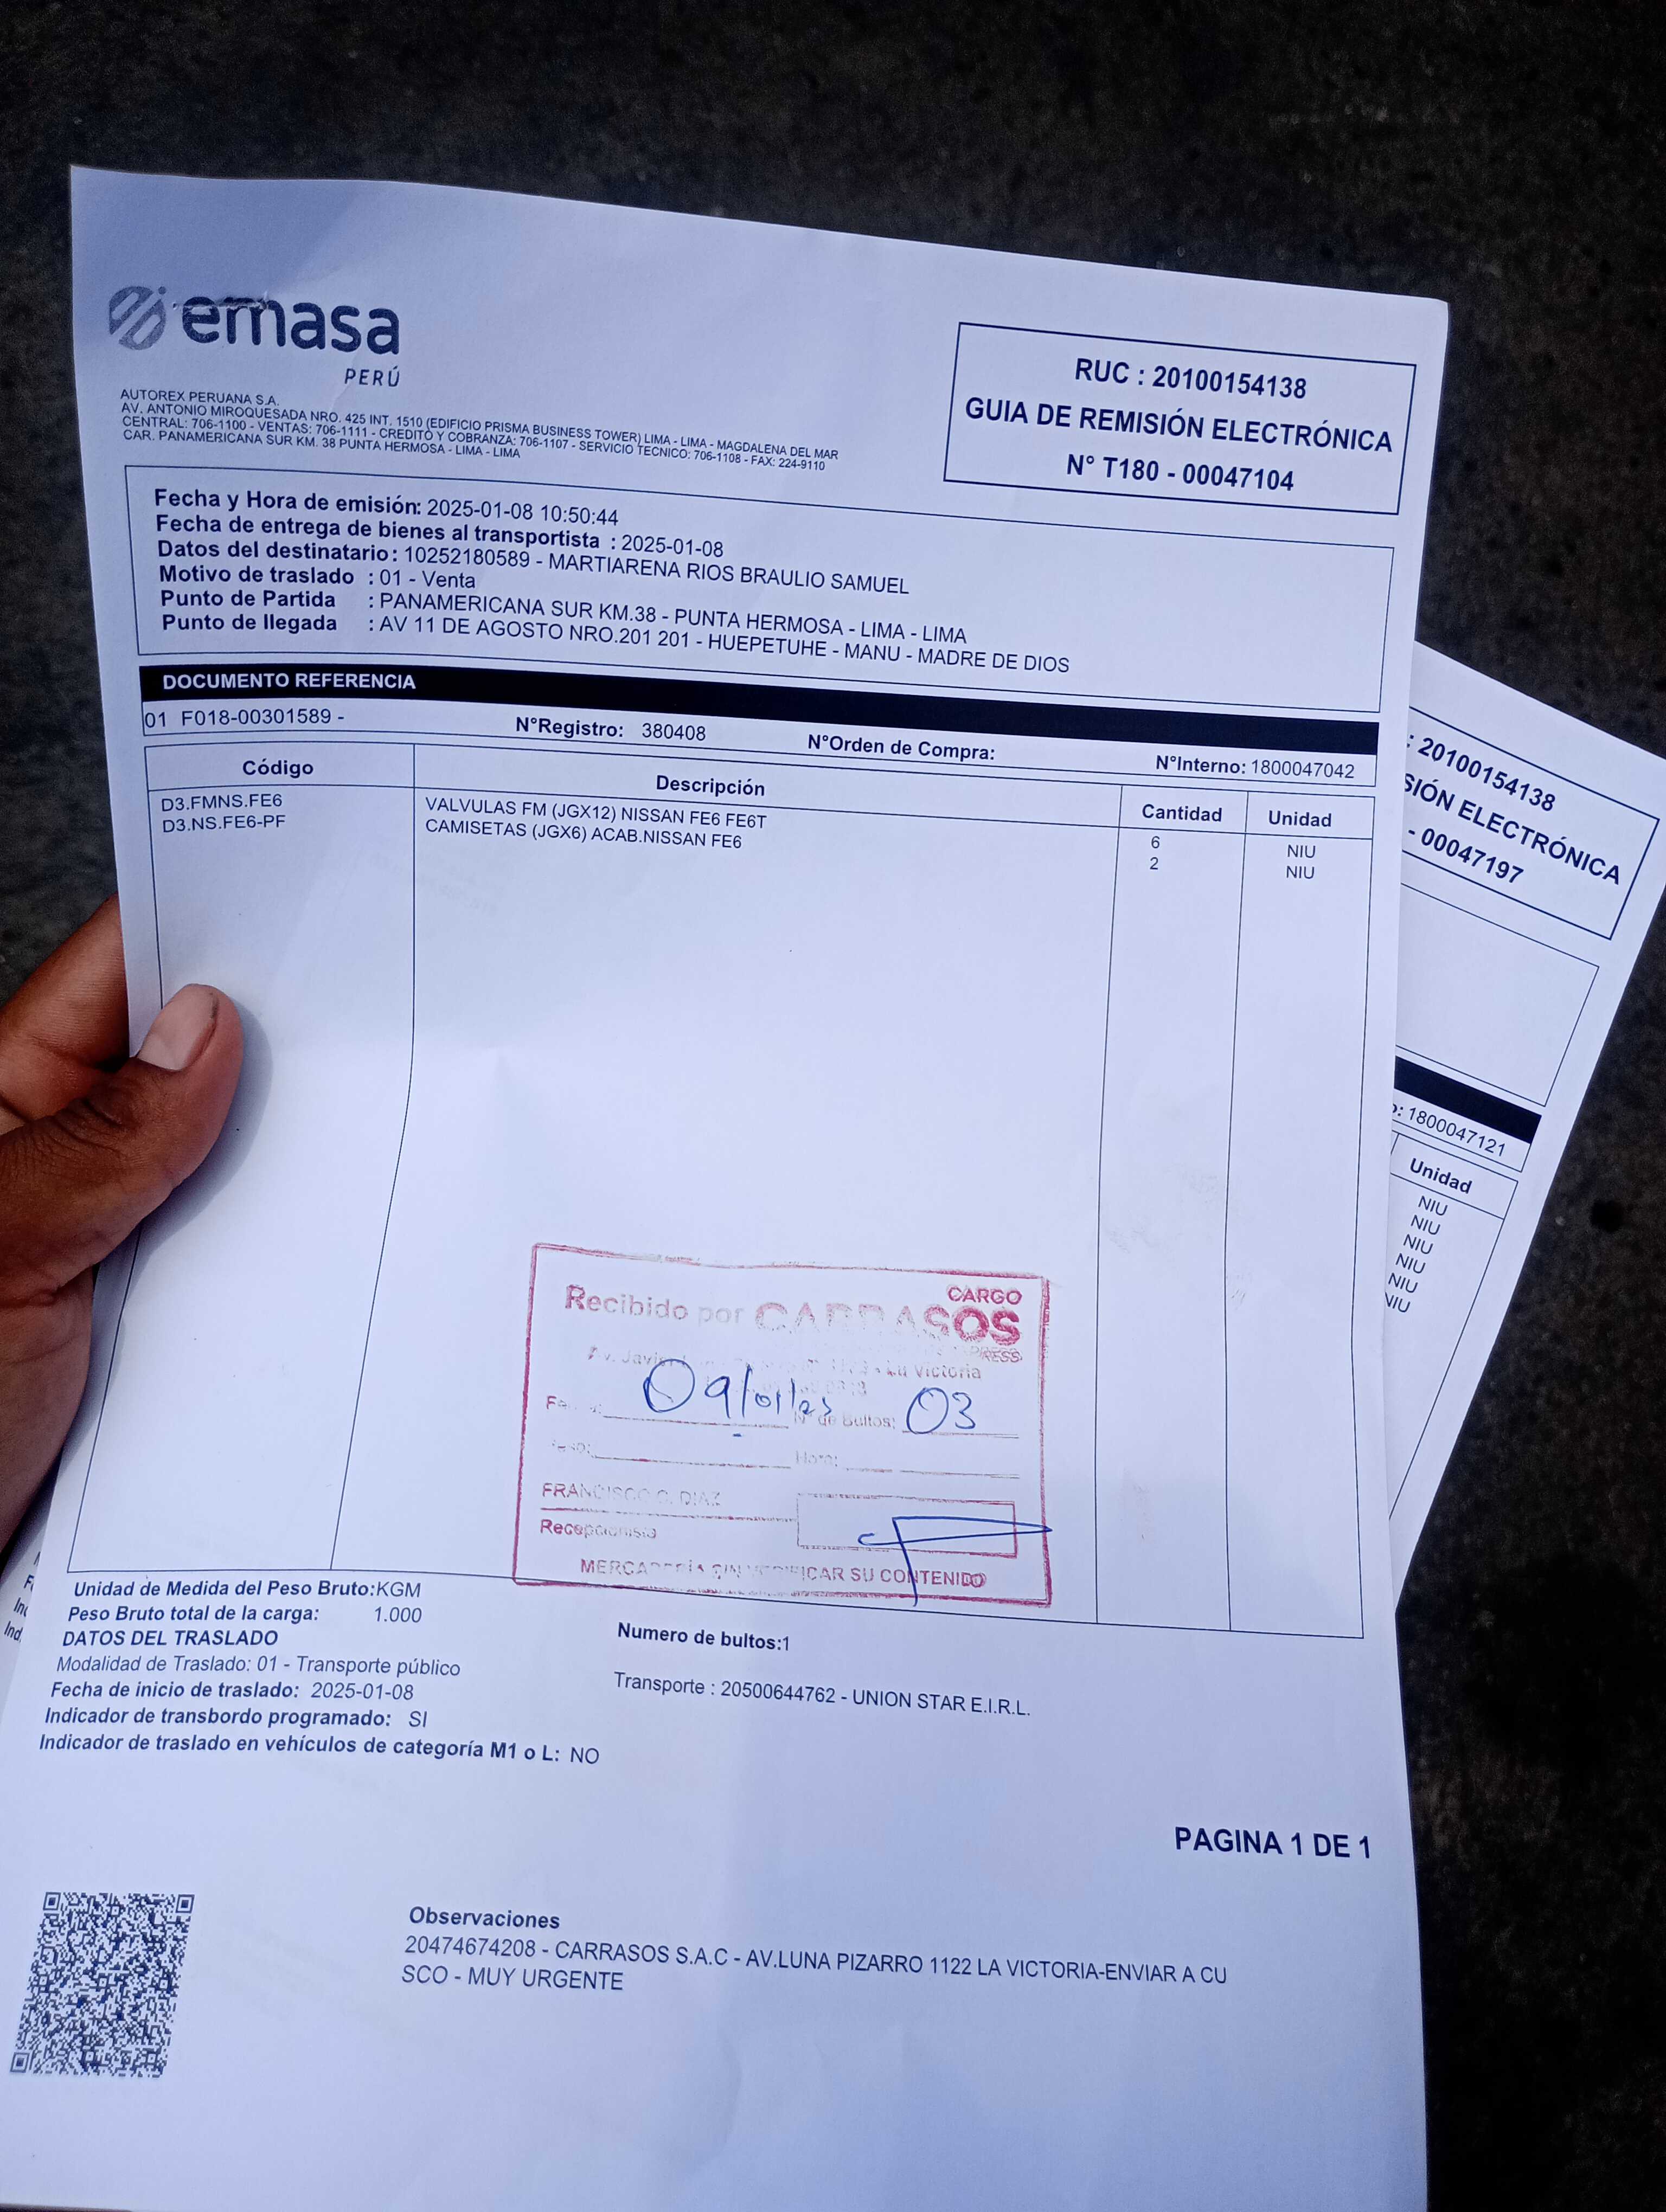 emasa
PERÚ
AUTOREX PERUANA S.A.
AV. ANTONIO MIROQUESADA NRO. 425 INT. 1510 (EDIFICIO PRISMA BUSINESS TOWER) LIMA - LIMA - MAGDALENA DEL MAR
CENTRAL: 706-1100 - VENTAS: 706-1111 - CREDITO Y COBRANZA: 706-1107 - SERVICIO TECNICO: 706-1108 - FAX: 224-9110
CAR. PANAMERICANA SUR KM. 38 PUNTA HERMOSA - LIMA - LIMA
RUC : 20100154138
GUIA DE REMISIÓN ELECTRÓNICA
N° T180 - 00047104
Fecha y Hora de emisión: 2025-01-08 10:50:44
Fecha de entrega de bienes al transportista : 2025-01-08
Datos del destinatario: 10252180589 - MARTIARENA RIOS BRAULIO SAMUEL
Motivo de traslado : 01 - Venta
Punto de Partida : PANAMERICANA SUR KM.38 - PUNTA HERMOSA - LIMA - LIMA
Punto de llegada : AV 11 DE AGOSTO NRO.201 201 - HUEPETUHE - MANU - MADRE DE DIOS
DOCUMENTO REFERENCIA
01 F018-00301589 - N°Registro: 380408 N°Orden de Compra: N°Interno: 1800047042
Código Descripción Cantidad Unidad
D3.FMNS.FE6 VALVULAS FM (JGX12) NISSAN FE6 FE6T 6 NIU
D3.NS.FE6-PF CAMISETAS (JGX6) ACAB.NISSAN FE6 2 NIU
CARGO
Recibido por CARRASOS
La Victoria
09/01/25 N° de Bultos: 03
Hora:
FRANCISCO O. DIAZ
Recepcionista
MERCADERÍA SIN VERIFICAR SU CONTENIDO
Unidad de Medida del Peso Bruto:KGM
Peso Bruto total de la carga: 1.000
Numero de bultos:1
DATOS DEL TRASLADO
Modalidad de Traslado: 01 - Transporte público
Transporte : 20500644762 - UNION STAR E.I.R.L.
Fecha de inicio de traslado: 2025-01-08
Indicador de transbordo programado: SI
Indicador de traslado en vehículos de categoría M1 o L: NO
PAGINA 1 DE 1
Observaciones
20474674208 - CARRASOS S.A.C - AV.LUNA PIZARRO 1122 LA VICTORIA-ENVIAR A CU
SCO - MUY URGENTE
: 20100154138
SIÓN ELECTRÓNICA
- 00047197
: 1800047121
Unidad
NIU
NIU
NIU
NIU
NIU
NIU